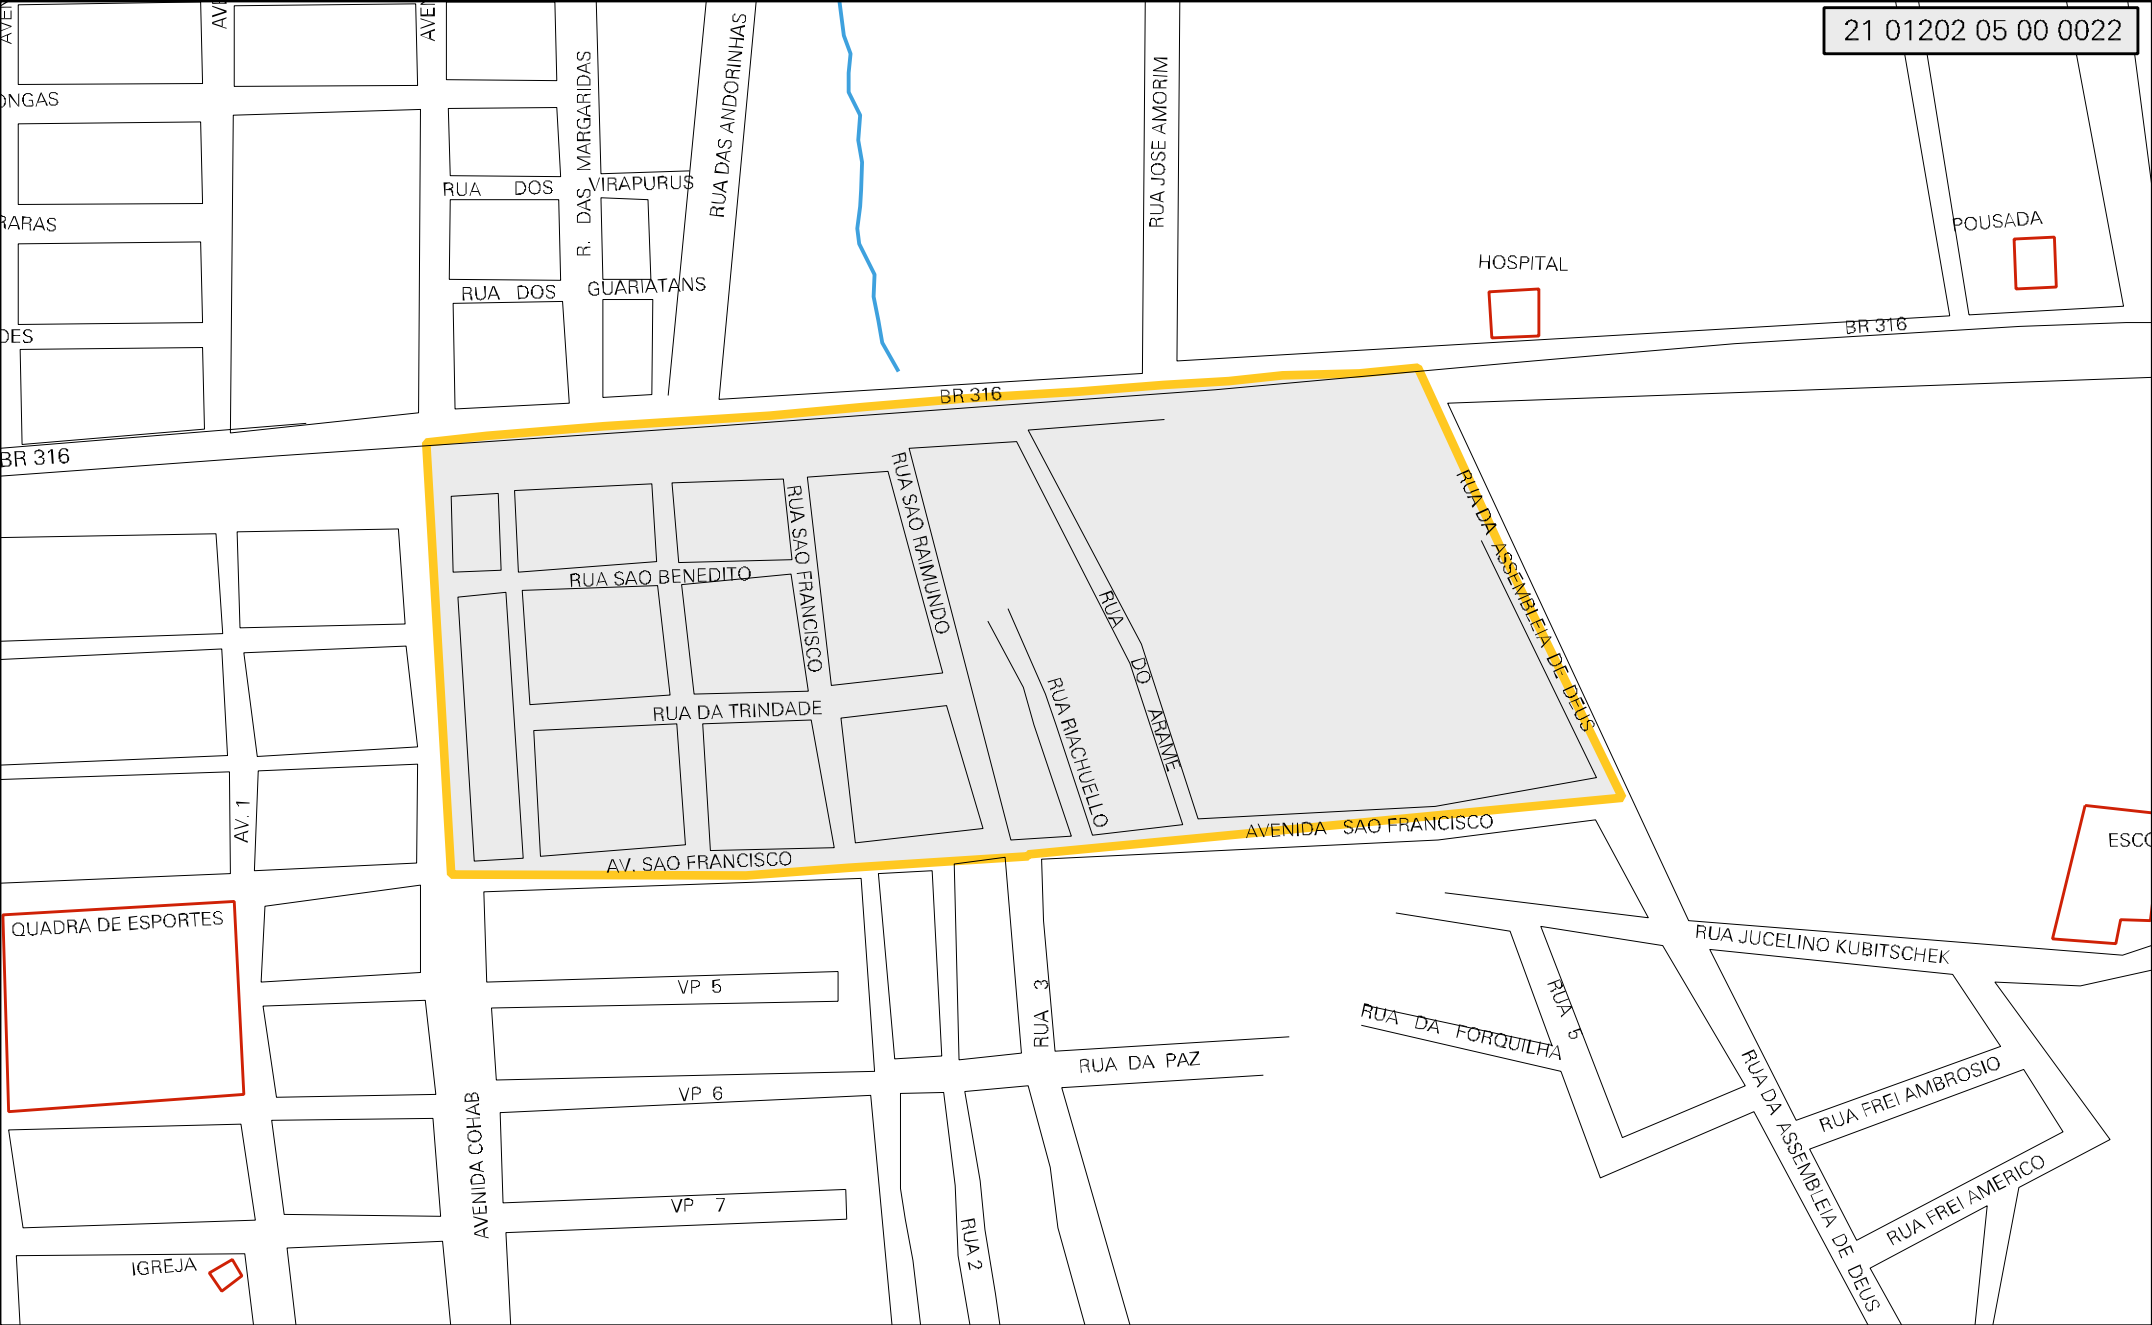 21 01202 05 00 0022
R. DAS MARGARIDAS
RUA DAS ANDORINHAS
RUA JOSE AMORIM
RUA DOS VIRAPURUS
POUSADA
HOSPITAL
RUA DOS GUARIATANS
BR 316
BR 316
BR 316
RUA SAO FRANCISCO
RUA SAO RAIMUNDO
RUA DA ASSEMBLEIA DE DEUS
RUA SAO BENEDITO
RUA DO ARAME
RUA DA TRINDADE
RUA RIACHUELLO
AV. 1
AVENIDA SAO FRANCISCO
AV. SAO FRANCISCO
QUADRA DE ESPORTES
RUA JUCELINO KUBITSCHEK
VP 5
RUA 3
RUA 5
RUA DA FORQUILHA
RUA DA PAZ
VP 6
RUA FREI AMBROSIO
AVENIDA COHAB
RUA DA ASSEMBLEIA DE DEUS
VP 7
RUA FREI AMERICO
RUA 2
IGREJA